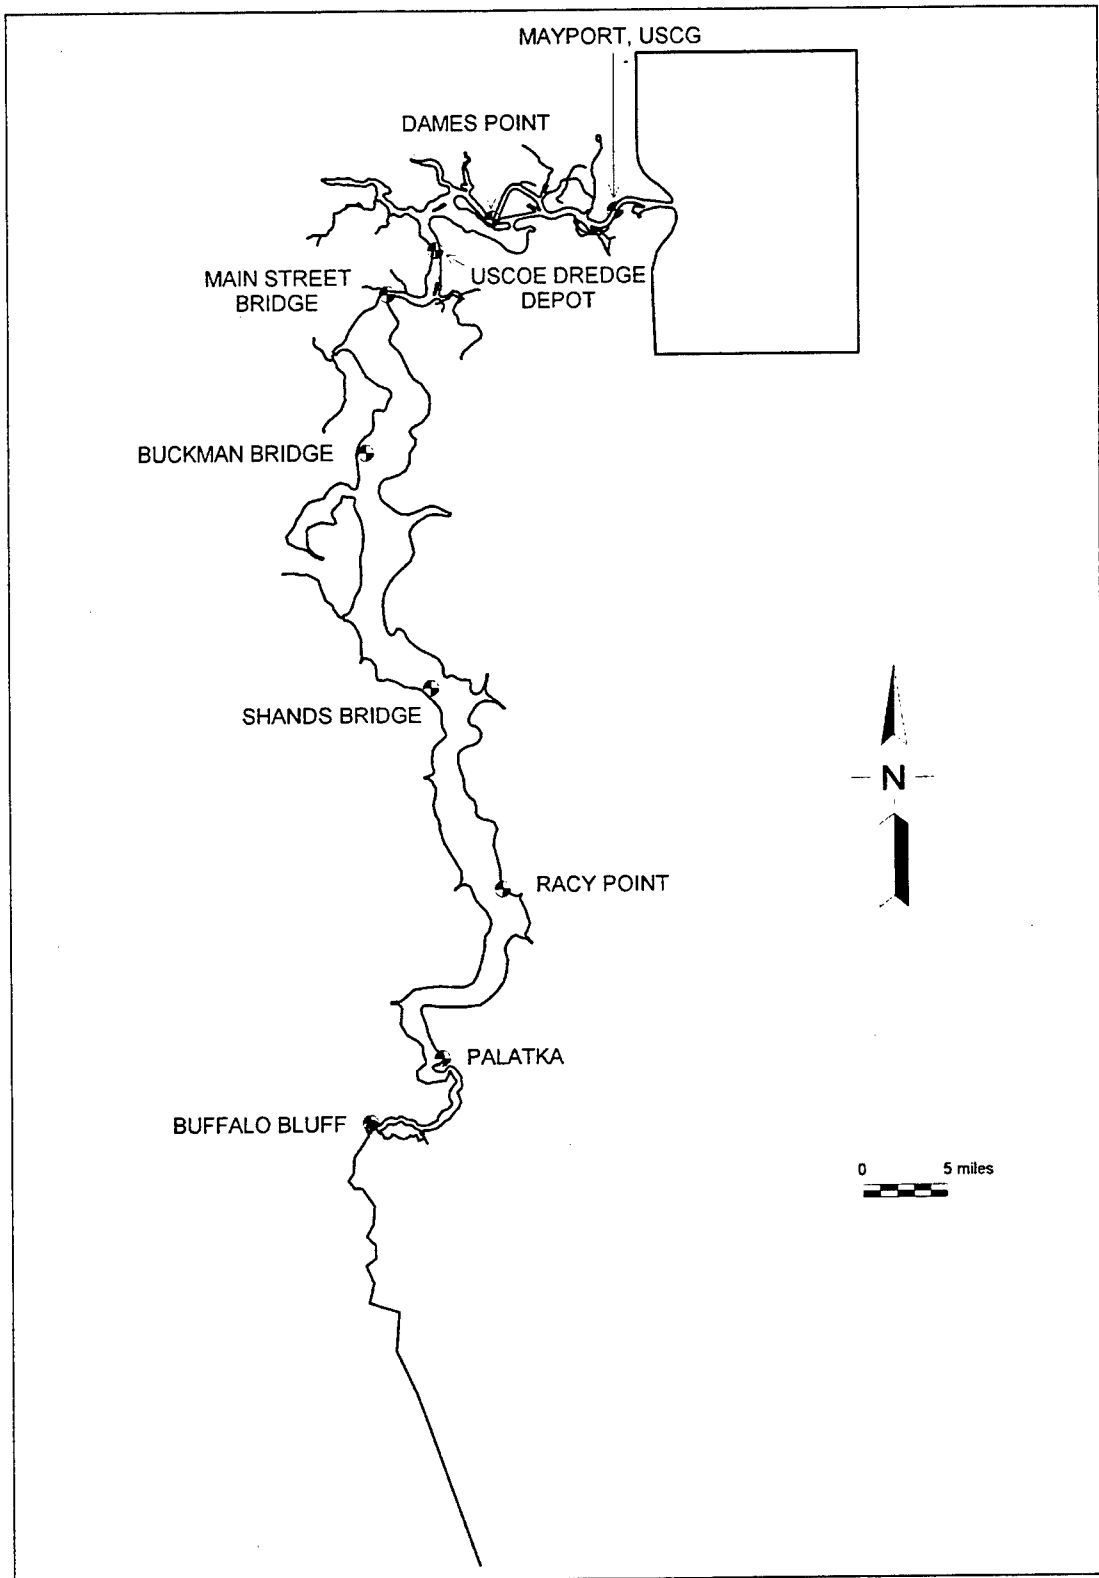 MAYPORT, USCG
DAMES POINT
MAIN STREET
BRIDGE
USCOE DREDGE
DEPOT
BUCKMAN BRIDGE
SHANDS BRIDGE
N
RACY POINT
PALATKA
BUFFALO BLUFF
0 5 miles